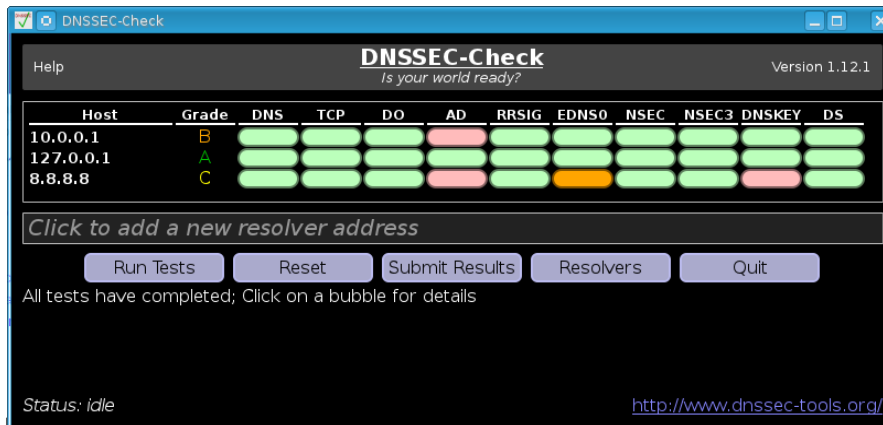 DNSSEC-Check
Help DNSSEC-Check Version 1.12.1
Is your world ready?
Host Grade DNS TCP DO AD RRSIG EDNS0 NSEC NSEC3 DNSKEY DS
10.0.0.1 B
127.0.0.1 A
8.8.8.8 C
Click to add a new resolver address
Run Tests Reset Submit Results Resolvers Quit
All tests have completed; Click on a bubble for details
Status: idle http://www.dnssec-tools.org/